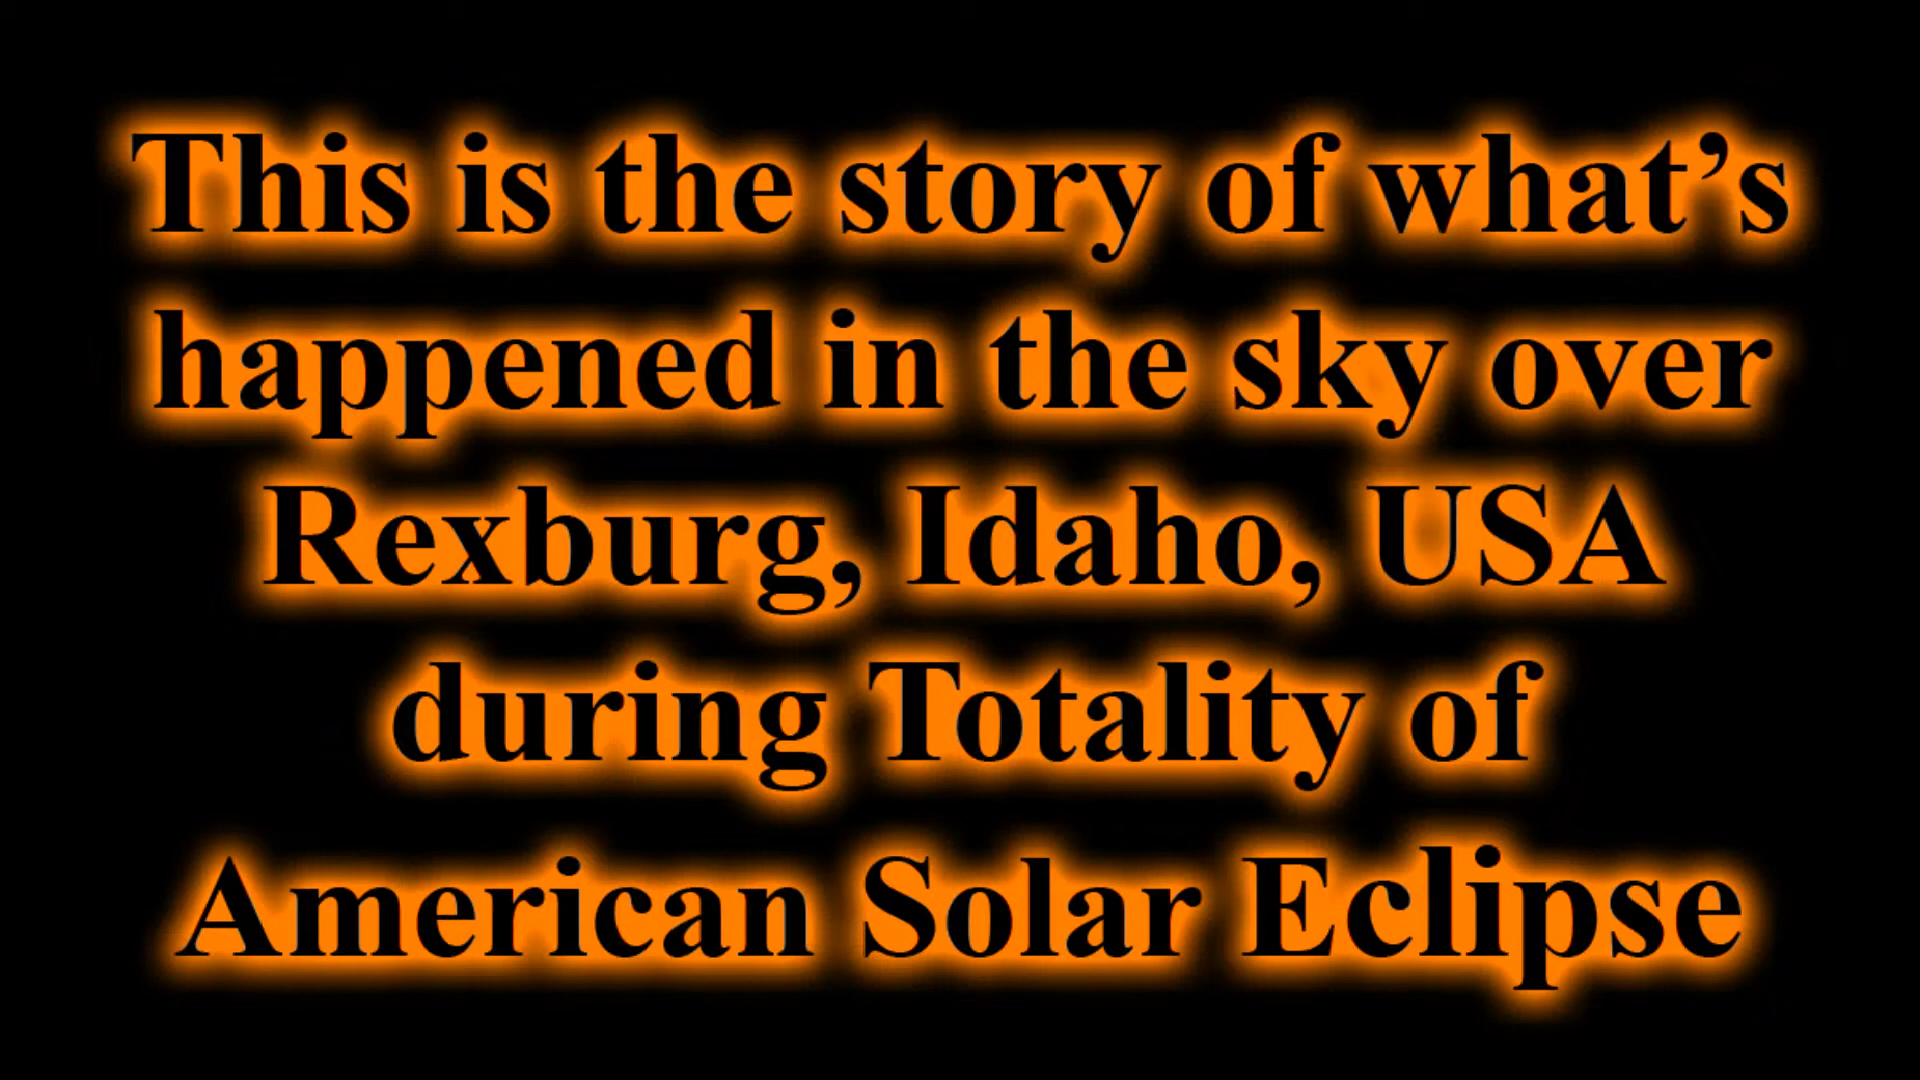 This is the story of what’s
happened in the sky over
Rexburg, Idaho, USA
during Totality of
American Solar Eclipse